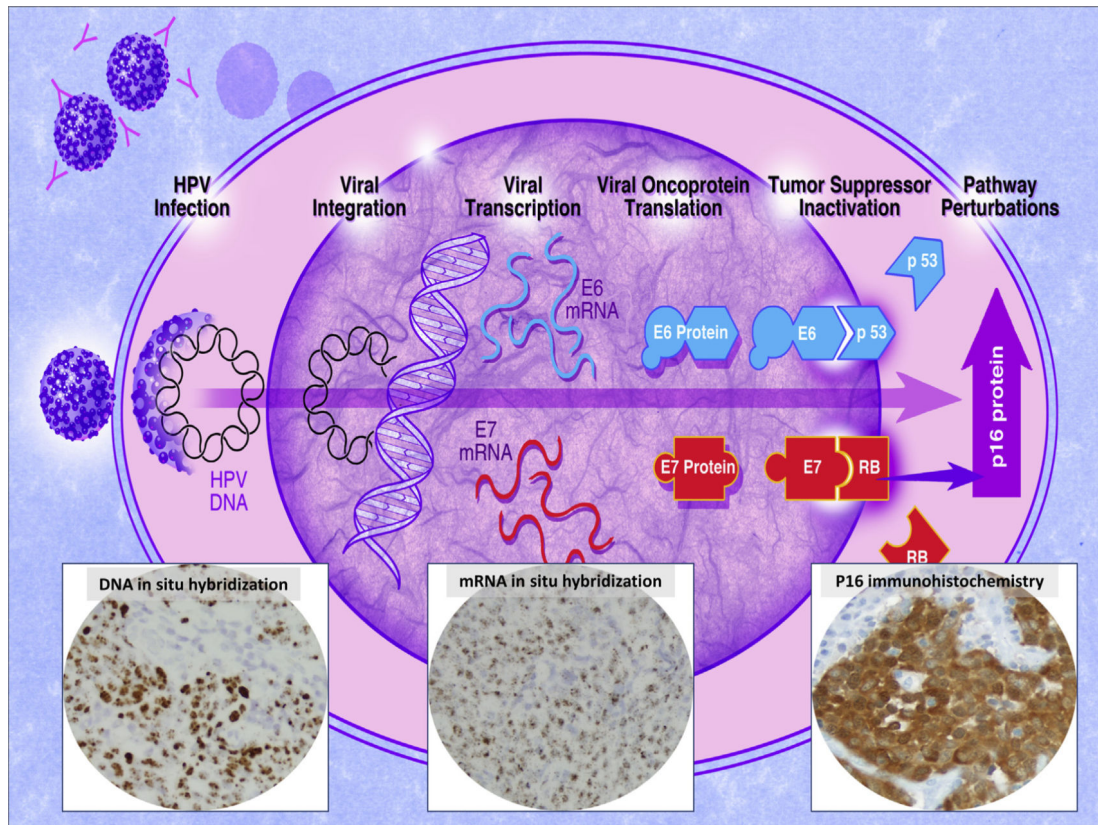 HPV
Infection
Viral
Integration
Viral
Transcription
Viral Oncoprotein
Translation
Tumor Suppressor
Inactivation
Pathway
Perturbations
p 53
E6
mRNA
E6 Protein
E6
p 53
HPV
DNA
E7
mRNA
E7 Protein
E7
RB
p16 protein
RB
DNA in situ hybridization
mRNA in situ hybridization
P16 immunohistochemistry